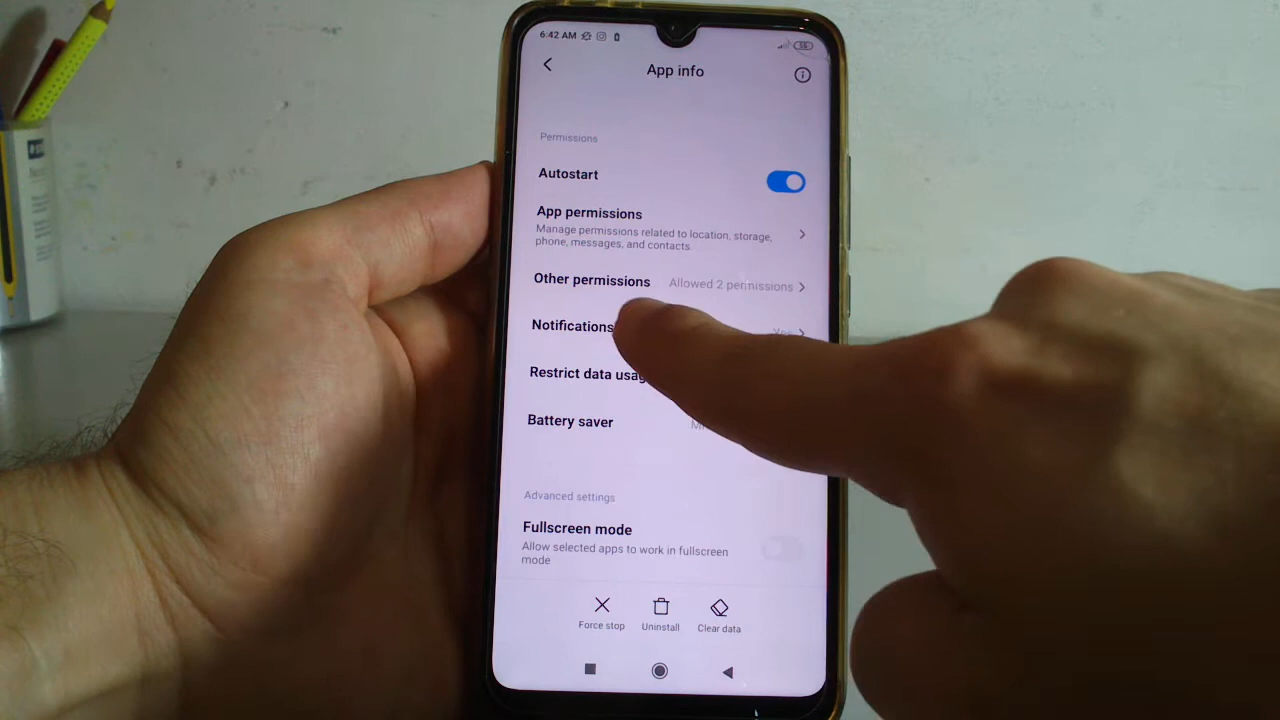 6:42 AM
App info
Permissions
Autostart
App permissions
Manage permissions related to location, storage,
phone, messages, and contacts.
Other permissions Allowed 2 permissions
Notifications Yes
Restrict data usag
Battery saver
Advanced settings
Fullscreen mode
Allow selected apps to work in fullscreen
mode
Force stop Uninstall Clear data